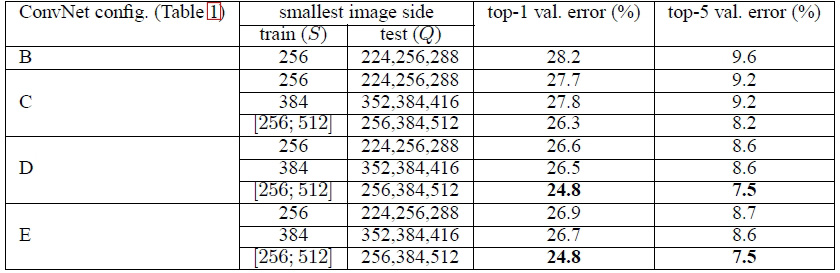 ConvNet config. (Table 1) smallest image side top-1 val. error (%) top-5 val. error (%)
train (S) test (Q)
B 256 224,256,288 28.2 9.6
256 224,256,288 27.7 9.2
C 384 352,384,416 27.8 9.2
[256; 512] 256,384,512 26.3 8.2
256 224,256,288 26.6 8.6
D 384 352,384,416 26.5 8.6
[256; 512] 256,384,512 24.8 7.5
256 224,256,288 26.9 8.7
E 384 352,384,416 26.7 8.6
[256; 512] 256,384,512 24.8 7.5